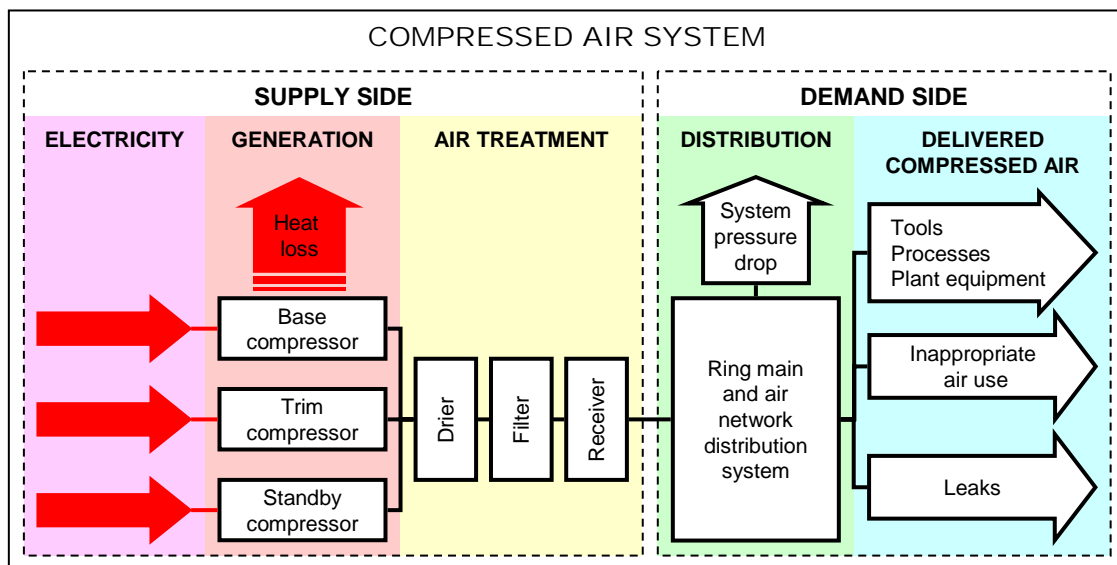 COMPRESSED AIR SYSTEM
SUPPLY SIDE
DEMAND SIDE
ELECTRICITY
GENERATION
AIR TREATMENT
DISTRIBUTION
DELIVERED
COMPRESSED AIR
Heat
loss
System
pressure
drop
Tools
Processes
Plant equipment
Base
compressor
Trim
compressor
Standby
compressor
Drier
Filter
Receiver
Ring main
and air
network
distribution
system
Inappropriate
air use
Leaks